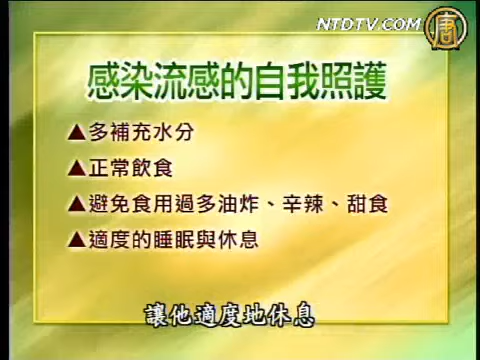 NTDTV.COM
唐
感染流感的自我照護
▲多補充水分
▲正常飲食
▲避免食用過多油炸、辛辣、甜食
▲適度的睡眠與休息
讓他適度地休息